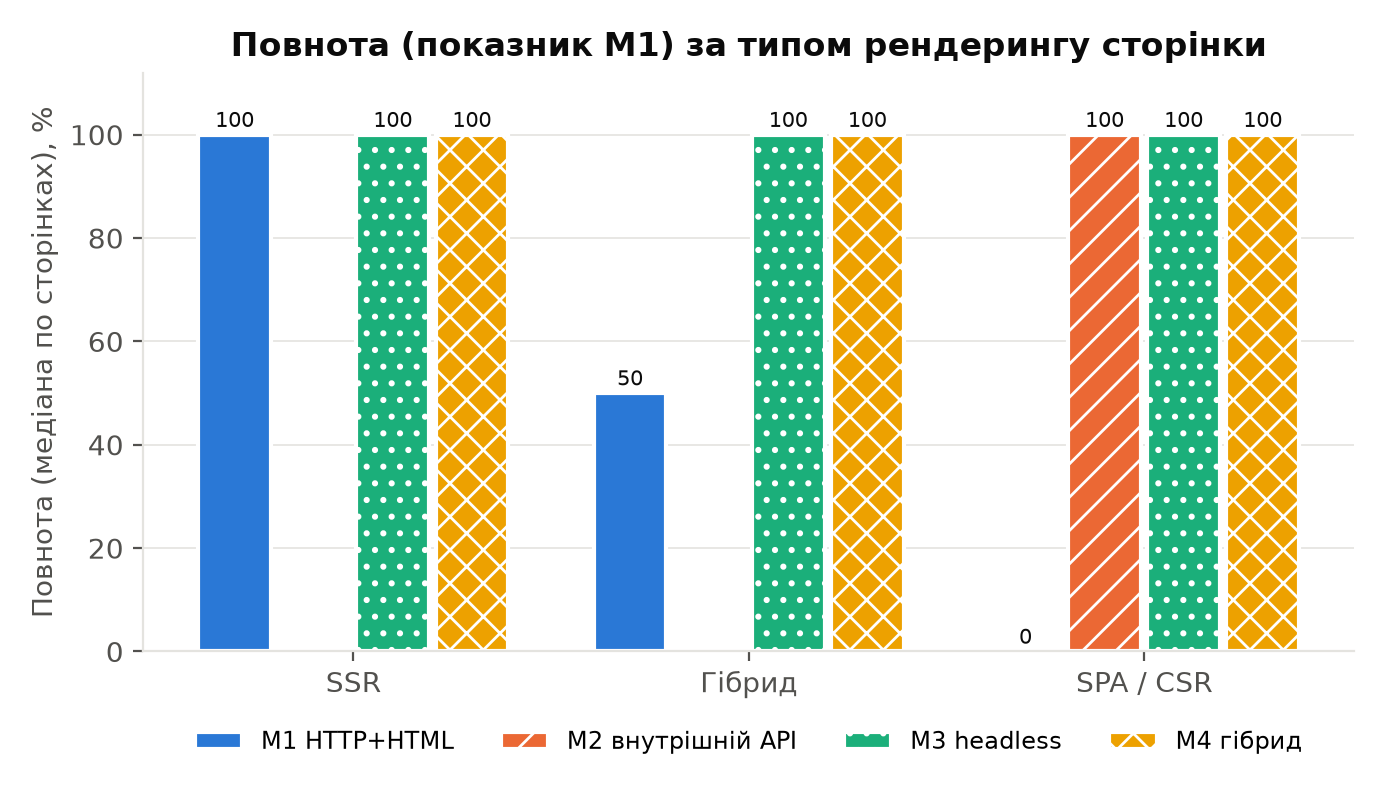 Повнота (показник M1) за типом рендерингу сторінки
Повнота (медіана по сторінках), %
100
80
60
40
20
0
100
100
100
50
100
100
0
100
100
100
SSR
Гібрид
SPA / CSR
M1 HTTP+HTML
M2 внутрішній API
M3 headless
M4 гібрид